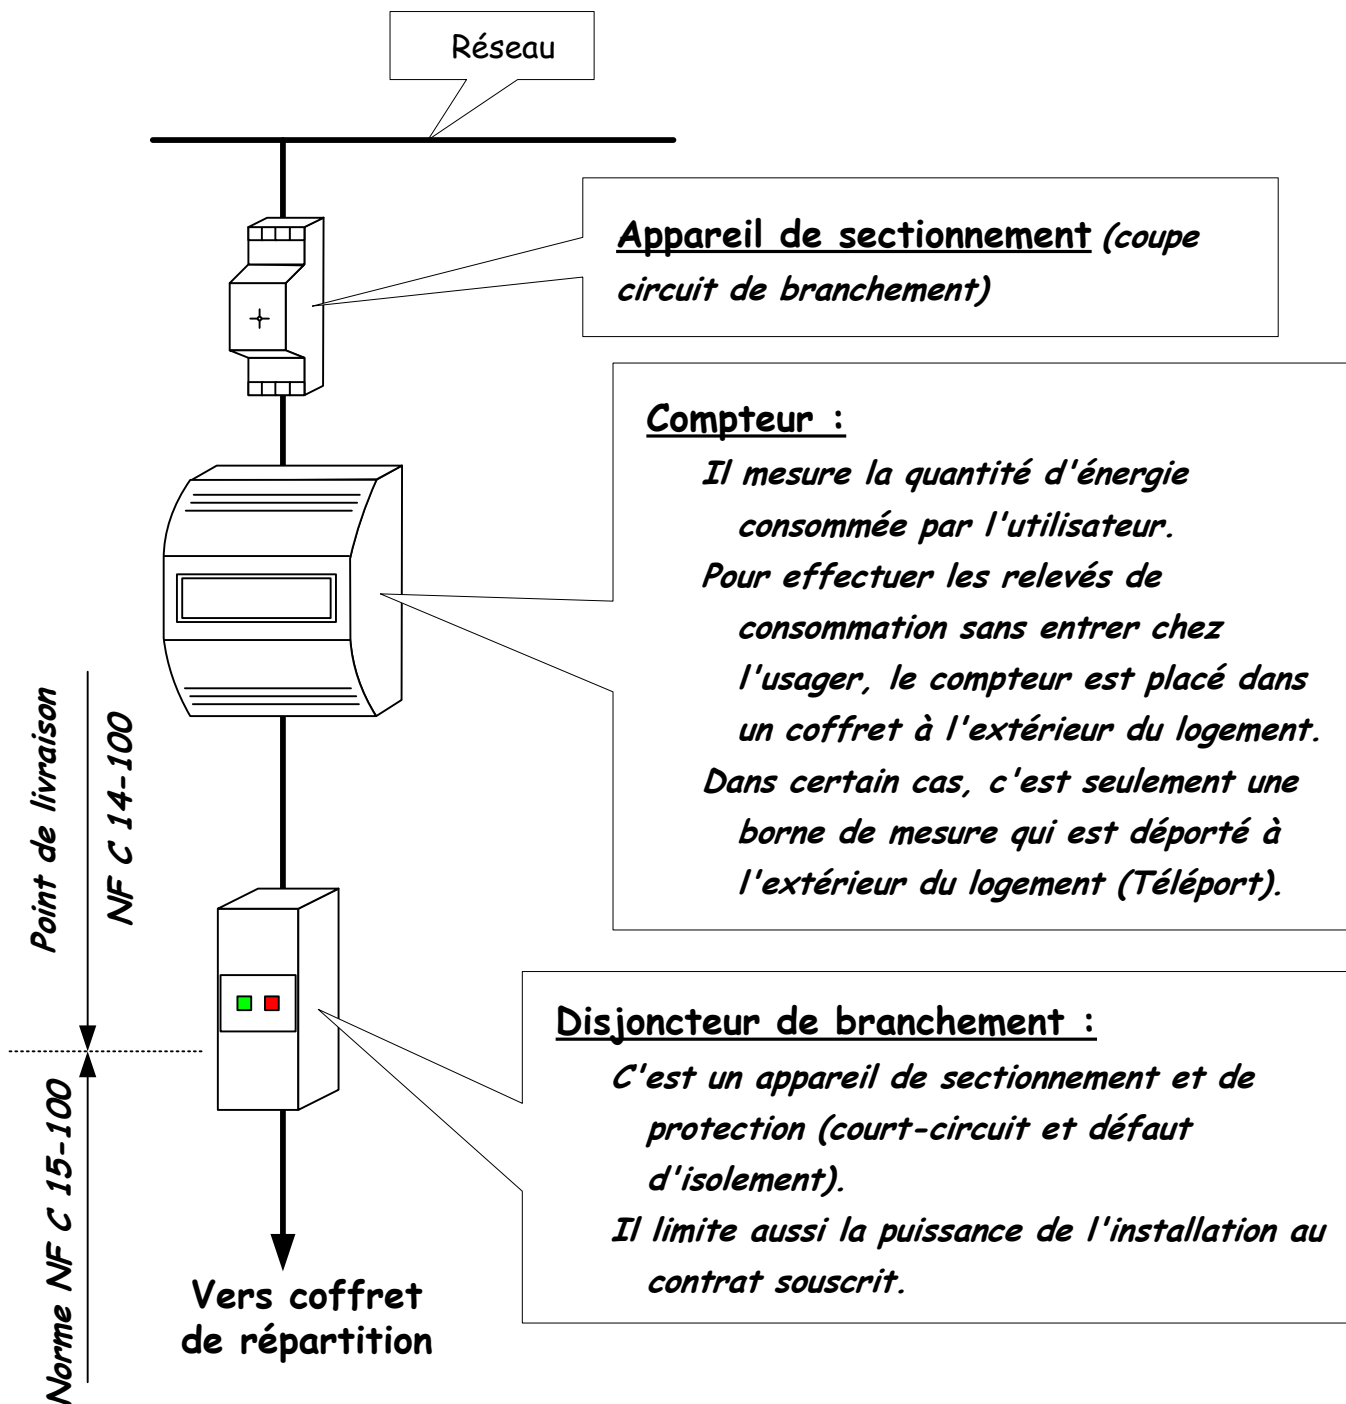 Réseau
Appareil de sectionnement (coupe
circuit de branchement)
Compteur :
Il mesure la quantité d'énergie
consommée par l'utilisateur.
Pour effectuer les relevés de
consommation sans entrer chez
l'usager, le compteur est placé dans
un coffret à l'extérieur du logement.
Dans certain cas, c'est seulement une
borne de mesure qui est déporté à
l'extérieur du logement (Téléport).
Point de livraison
NF C 14-100
Disjoncteur de branchement :
C'est un appareil de sectionnement et de
protection (court-circuit et défaut
d'isolement).
Il limite aussi la puissance de l'installation au
contrat souscrit.
Norme NF C 15-100
Vers coffret
de répartition